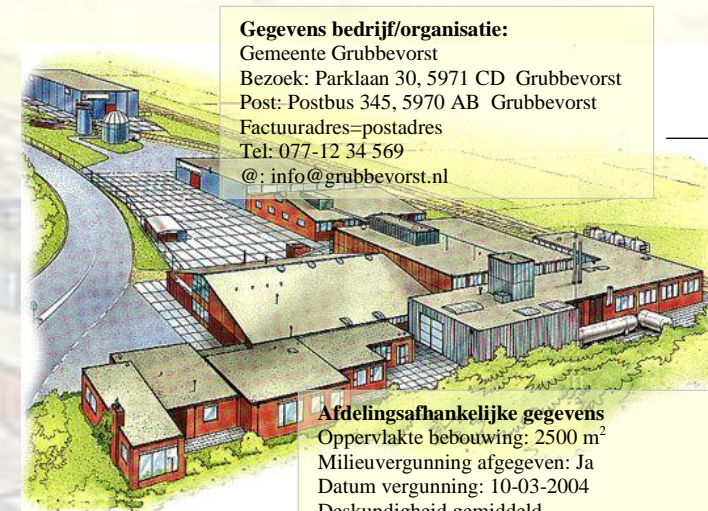 Gegevens bedrijf/organisatie:
Gemeente Grubbevorst
Bezoek: Parklaan 30, 5971 CD  Grubbevorst
Post: Postbus 345, 5970 AB  Grubbevorst
Factuuradres=postadres
Tel: 077-12 34 569
@: info@grubbevorst.nl
Afdelingsafhankelijke gegevens
Oppervlakte bebouwing: 2500 m²
Milieuvergunning afgegeven: Ja
Datum vergunning: 10-03-2004
Deskundigheid gemiddeld